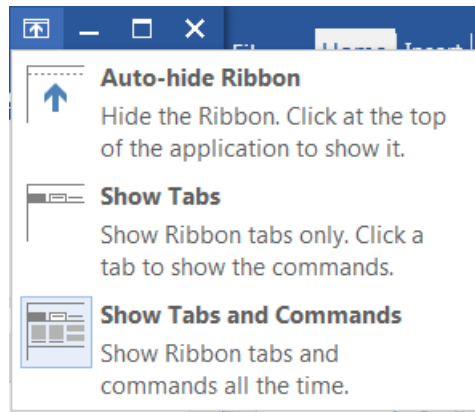 Home Insert
Auto-hide Ribbon
Hide the Ribbon. Click at the top
of the application to show it.
Show Tabs
Show Ribbon tabs only. Click a
tab to show the commands.
Show Tabs and Commands
Show Ribbon tabs and
commands all the time.